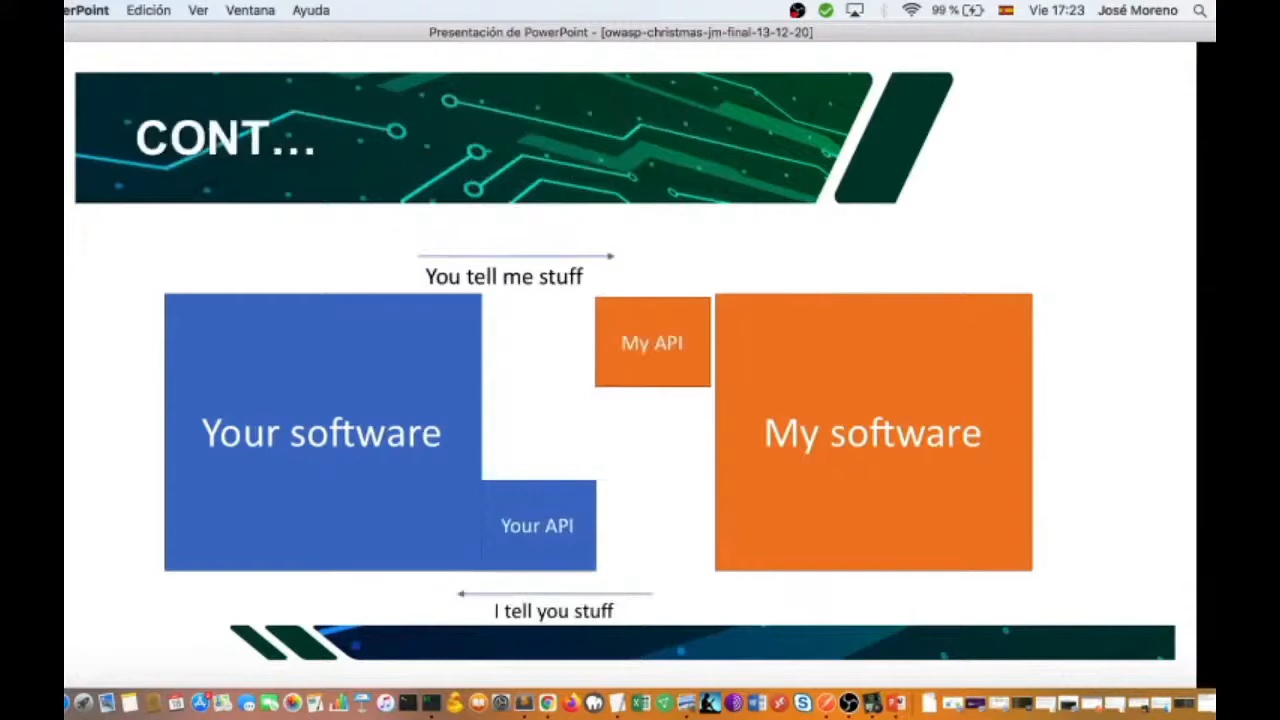 erPoint Edición Ver Ventana Ayuda 99 % Vie 17:23 José Moreno
Presentación de PowerPoint - [owasp-christmas-jm-final-13-12-20]
CONT...
You tell me stuff
My API
Your software
My software
Your API
I tell you stuff